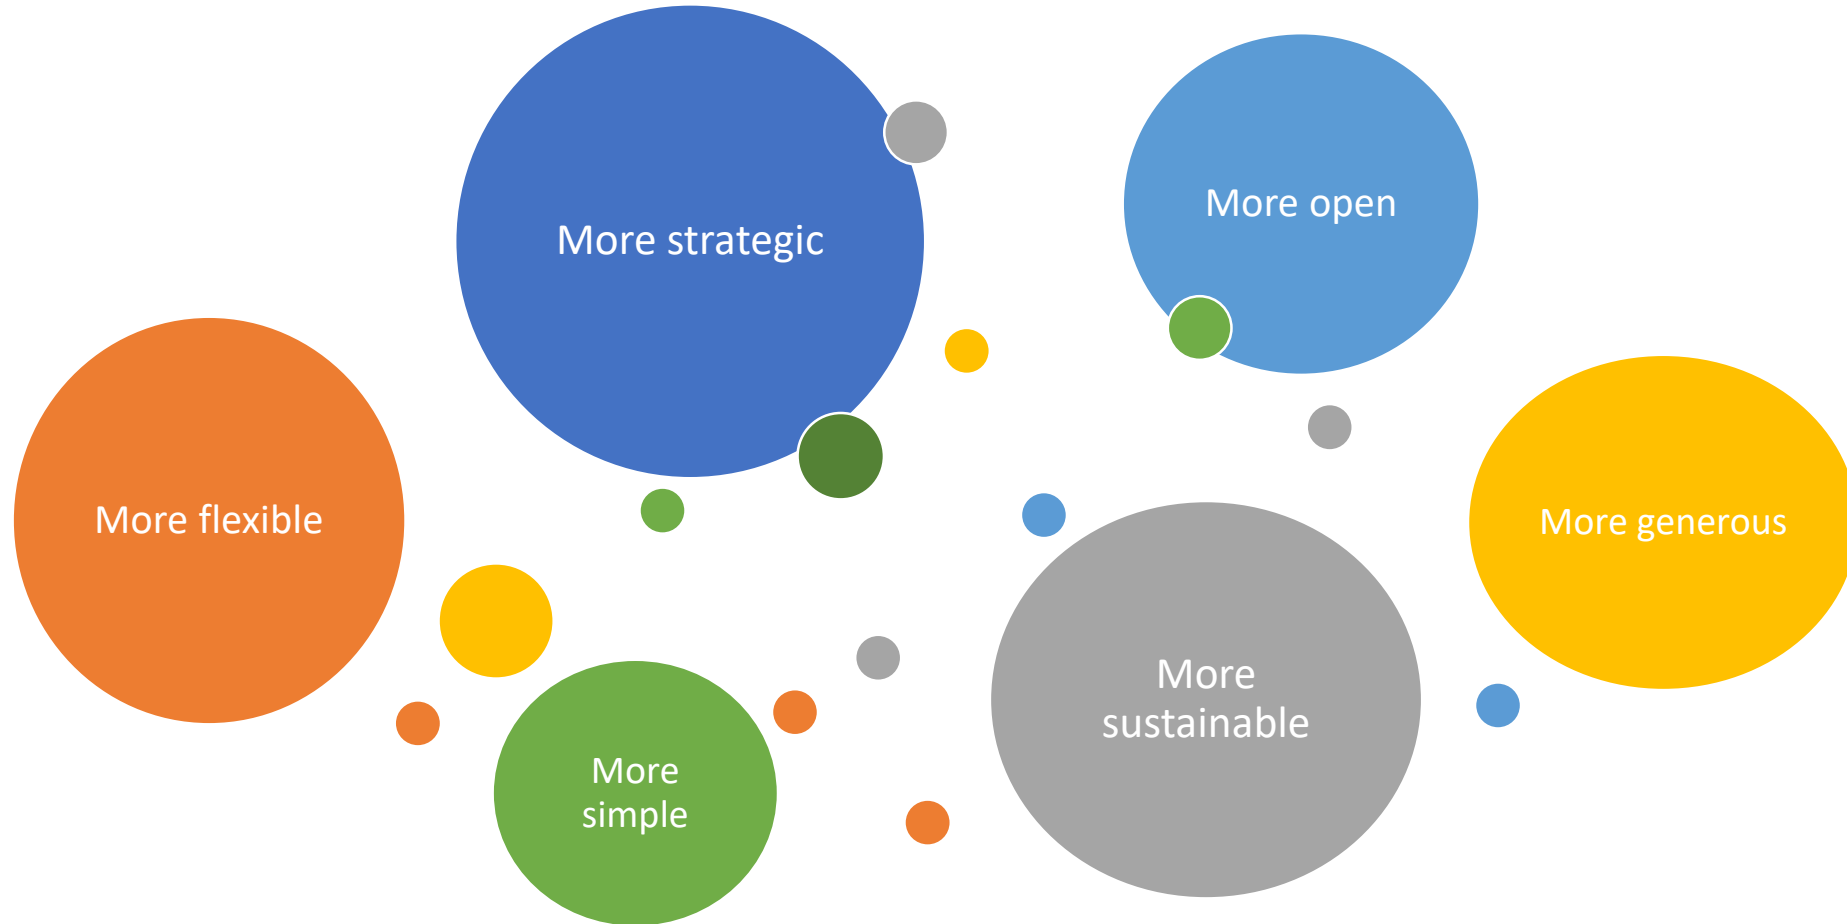 More strategic
More open
More flexible
More generous
More
sustainable
More
simple